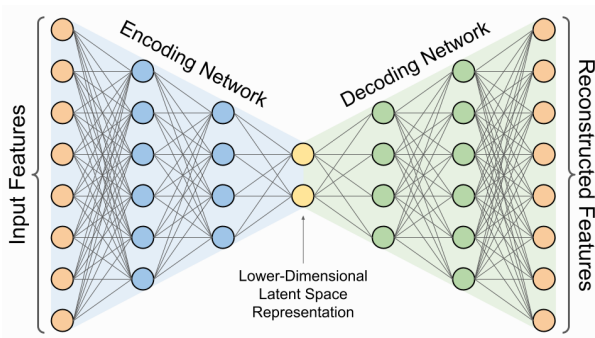 Encoding Network
Decoding Network
Input Features
Reconstructed Features
Lower-Dimensional
Latent Space
Representation